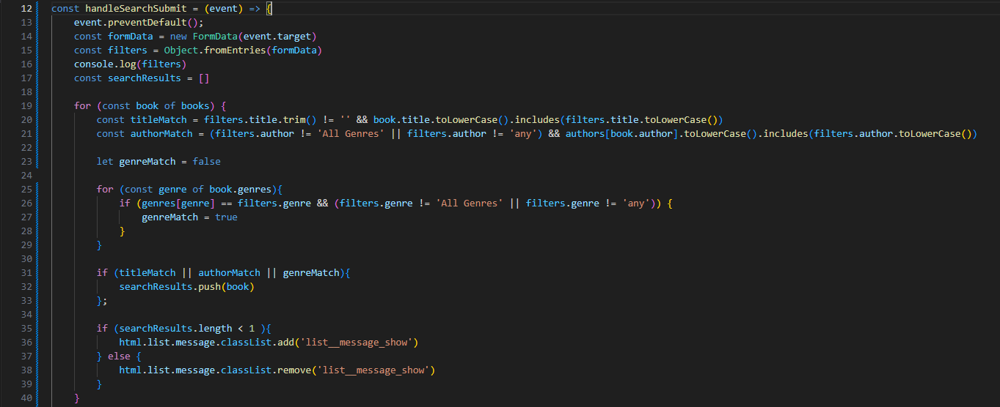 12 const handleSearchSubmit = (event) => {
13     event.preventDefault();
14     const formData = new FormData(event.target)
15     const filters = Object.fromEntries(formData)
16     console.log(filters)
17     const searchResults = []
18
19     for (const book of books) {
20         const titleMatch = filters.title.trim() != '' && book.title.toLowerCase().includes(filters.title.toLowerCase())
21         const authorMatch = (filters.author != 'All Genres' || filters.author != 'any') && authors[book.author].toLowerCase().includes(filters.author.toLowerCase())
22
23         let genreMatch = false
24
25         for (const genre of book.genres){
26             if (genres[genre] == filters.genre && (filters.genre != 'All Genres' || filters.genre != 'any')) {
27                 genreMatch = true
28             }
29         }
30
31         if (titleMatch || authorMatch || genreMatch){
32             searchResults.push(book)
33         };
34
35         if (searchResults.length < 1 ){
36             html.list.message.classList.add('list__message_show')
37         } else {
38             html.list.message.classList.remove('list__message_show')
39         }
40     }